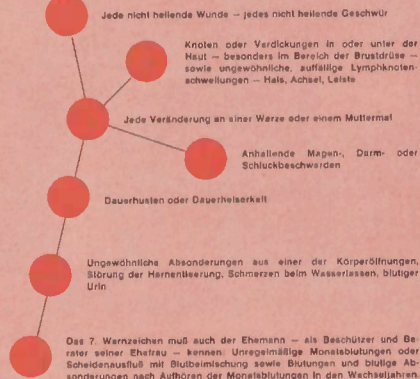 Jede nicht heilende Wunde — jedes nicht heilende Geschwür
Knoten oder Verdickungen in oder unter der
Haut — besonders im Bereich der Brustdrüse —
sowie ungewöhnliche, auffällige Lymphknoten-
schwellungen — Hals, Achsel, Leiste
Jede Veränderung an einer Warze oder einem Muttermal
Anhaltende Magen-, Darm- oder
Schluckbeschwerden
Dauerhusten oder Dauerheiserkeit
Ungewöhnliche Absonderungen aus einer der Körperöffnungen,
Störung der Harnentleerung, Schmerzen beim Wasserlassen, blutiger
Urin
Das 7. Warnzeichen muß auch der Ehemann — als Beschützer und Be-
rater seiner Ehefrau — kennen: Unregelmäßige Monatsblutungen oder
Scheidenausfluß mit Blutbeimischung sowie Blutungen und blutige Ab-
sonderungen nach Aufhören der Monatsblutungen in den Wechseljahren